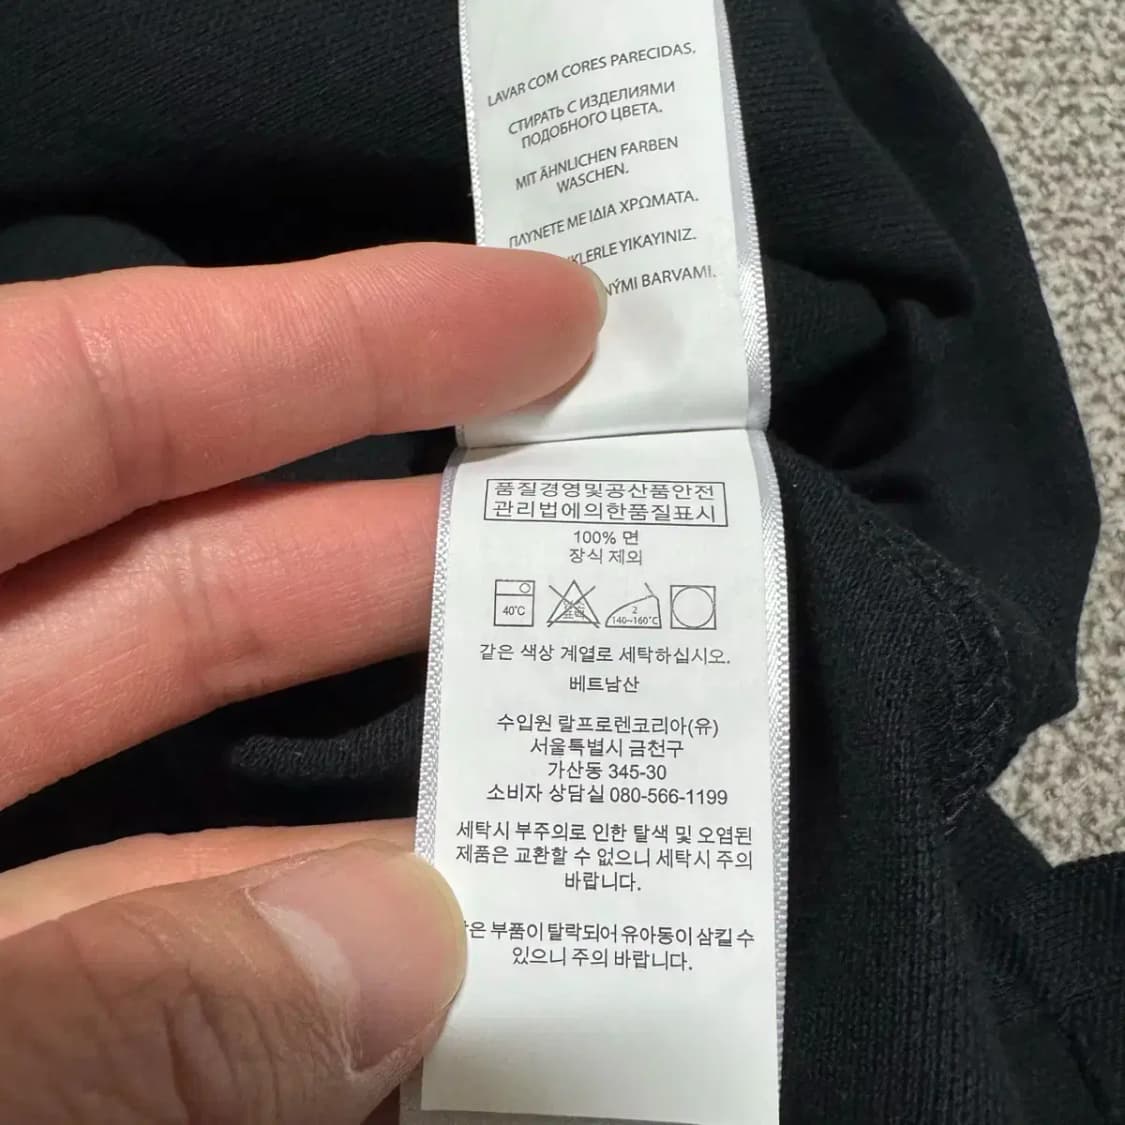 LAVAR COM CORES PARECIDAS.
СТИРАТЬ С ИЗДЕЛИЯМИ
ПОДОБНОГО ЦВЕТА.
MIT ÄHNLICHEN FARBEN
WASCHEN.
ΠΛΥΝΕΤΕ ΜΕ ΙΔΙΑ ΧΡΩΜΑΤΑ.
YIKAYINIZ.
BARVAMI.
품질경영및공산품안전
관리법에의한품질표시
100% 면
장식 제외
40°C
2
140~160°C
같은 색상 계열로 세탁하십시오.
베트남산
수입원 랄프로렌코리아(유)
서울특별시 금천구
가산동 345-30
소비자 상담실 080-566-1199
세탁시 부주의로 인한 탈색 및 오염된
제품은 교환할 수 없으니 세탁시 주의
바랍니다.
부품이 탈락되어 유아동이 삼킬 수
있으니 주의 바랍니다.